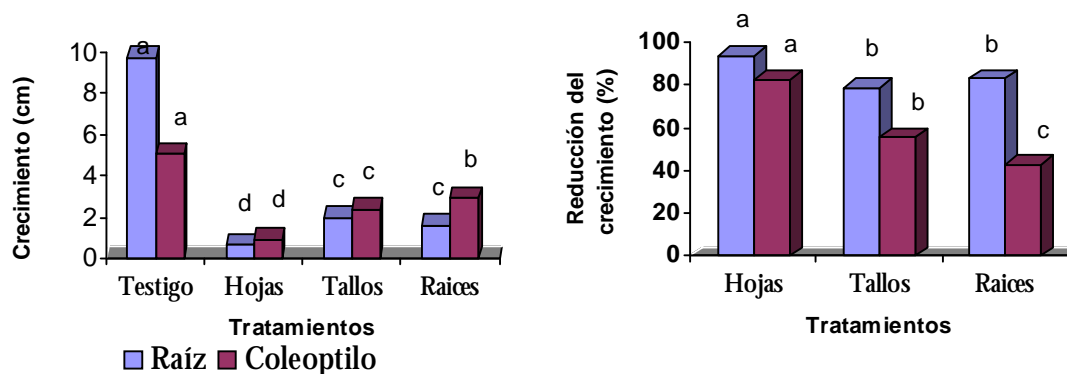 Crecimiento (cm)
10
8
6
4
2
0
a
a
d d
c c
c b
Testigo Hojas Tallos Raices
Tratamientos
Raíz Coleoptilo
Reducción del
crecimiento (%)
100
80
60
40
20
0
a a
b b
b c
Hojas Tallos Raices
Tratamientos